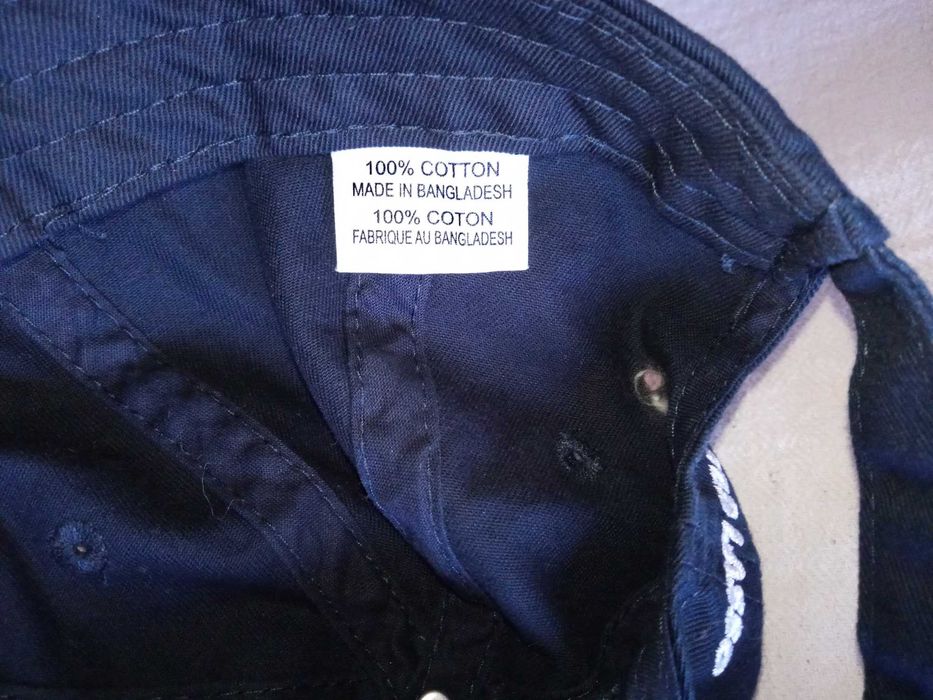 100% COTTON
MADE IN BANGLADESH
100% COTON
FABRIQUE AU BANGLADESH